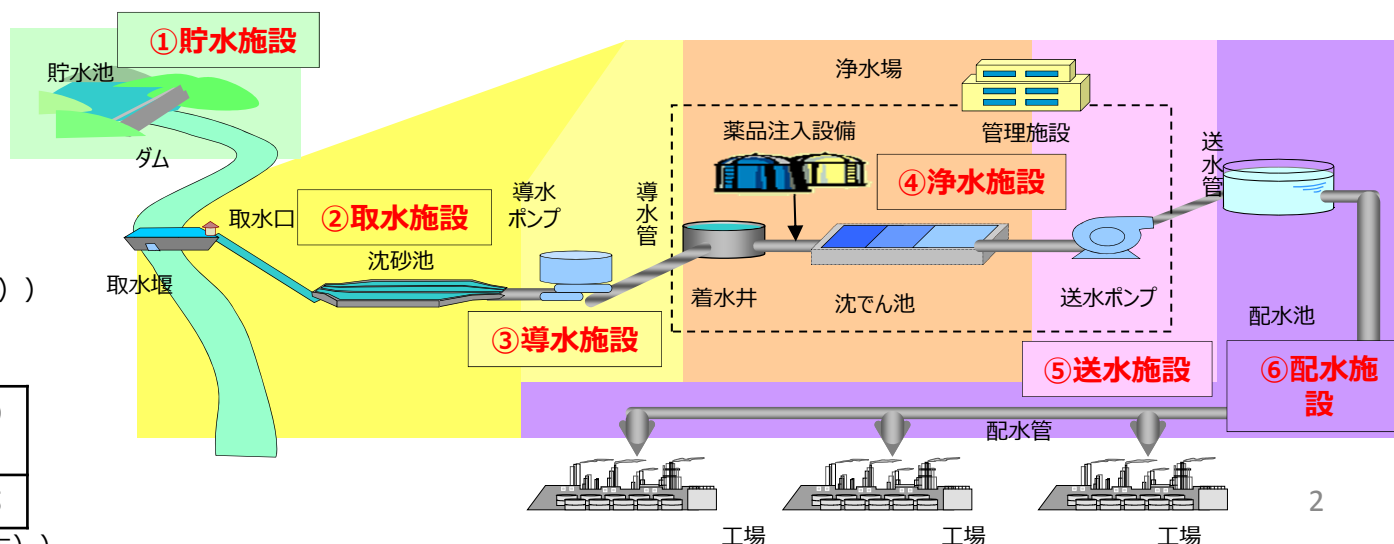 ①貯水施設
貯水池
ダム
取水口
取水堰
②取水施設
沈砂池
導水
ポンプ
③導水施設
導水管
浄水場
薬品注入設備
管理施設
④浄水施設
着水井
沈でん池
送水ポンプ
⑤送水施設
送水管
配水池
⑥配水施
設
配水管
工場
工場
工場
2
））
）
））